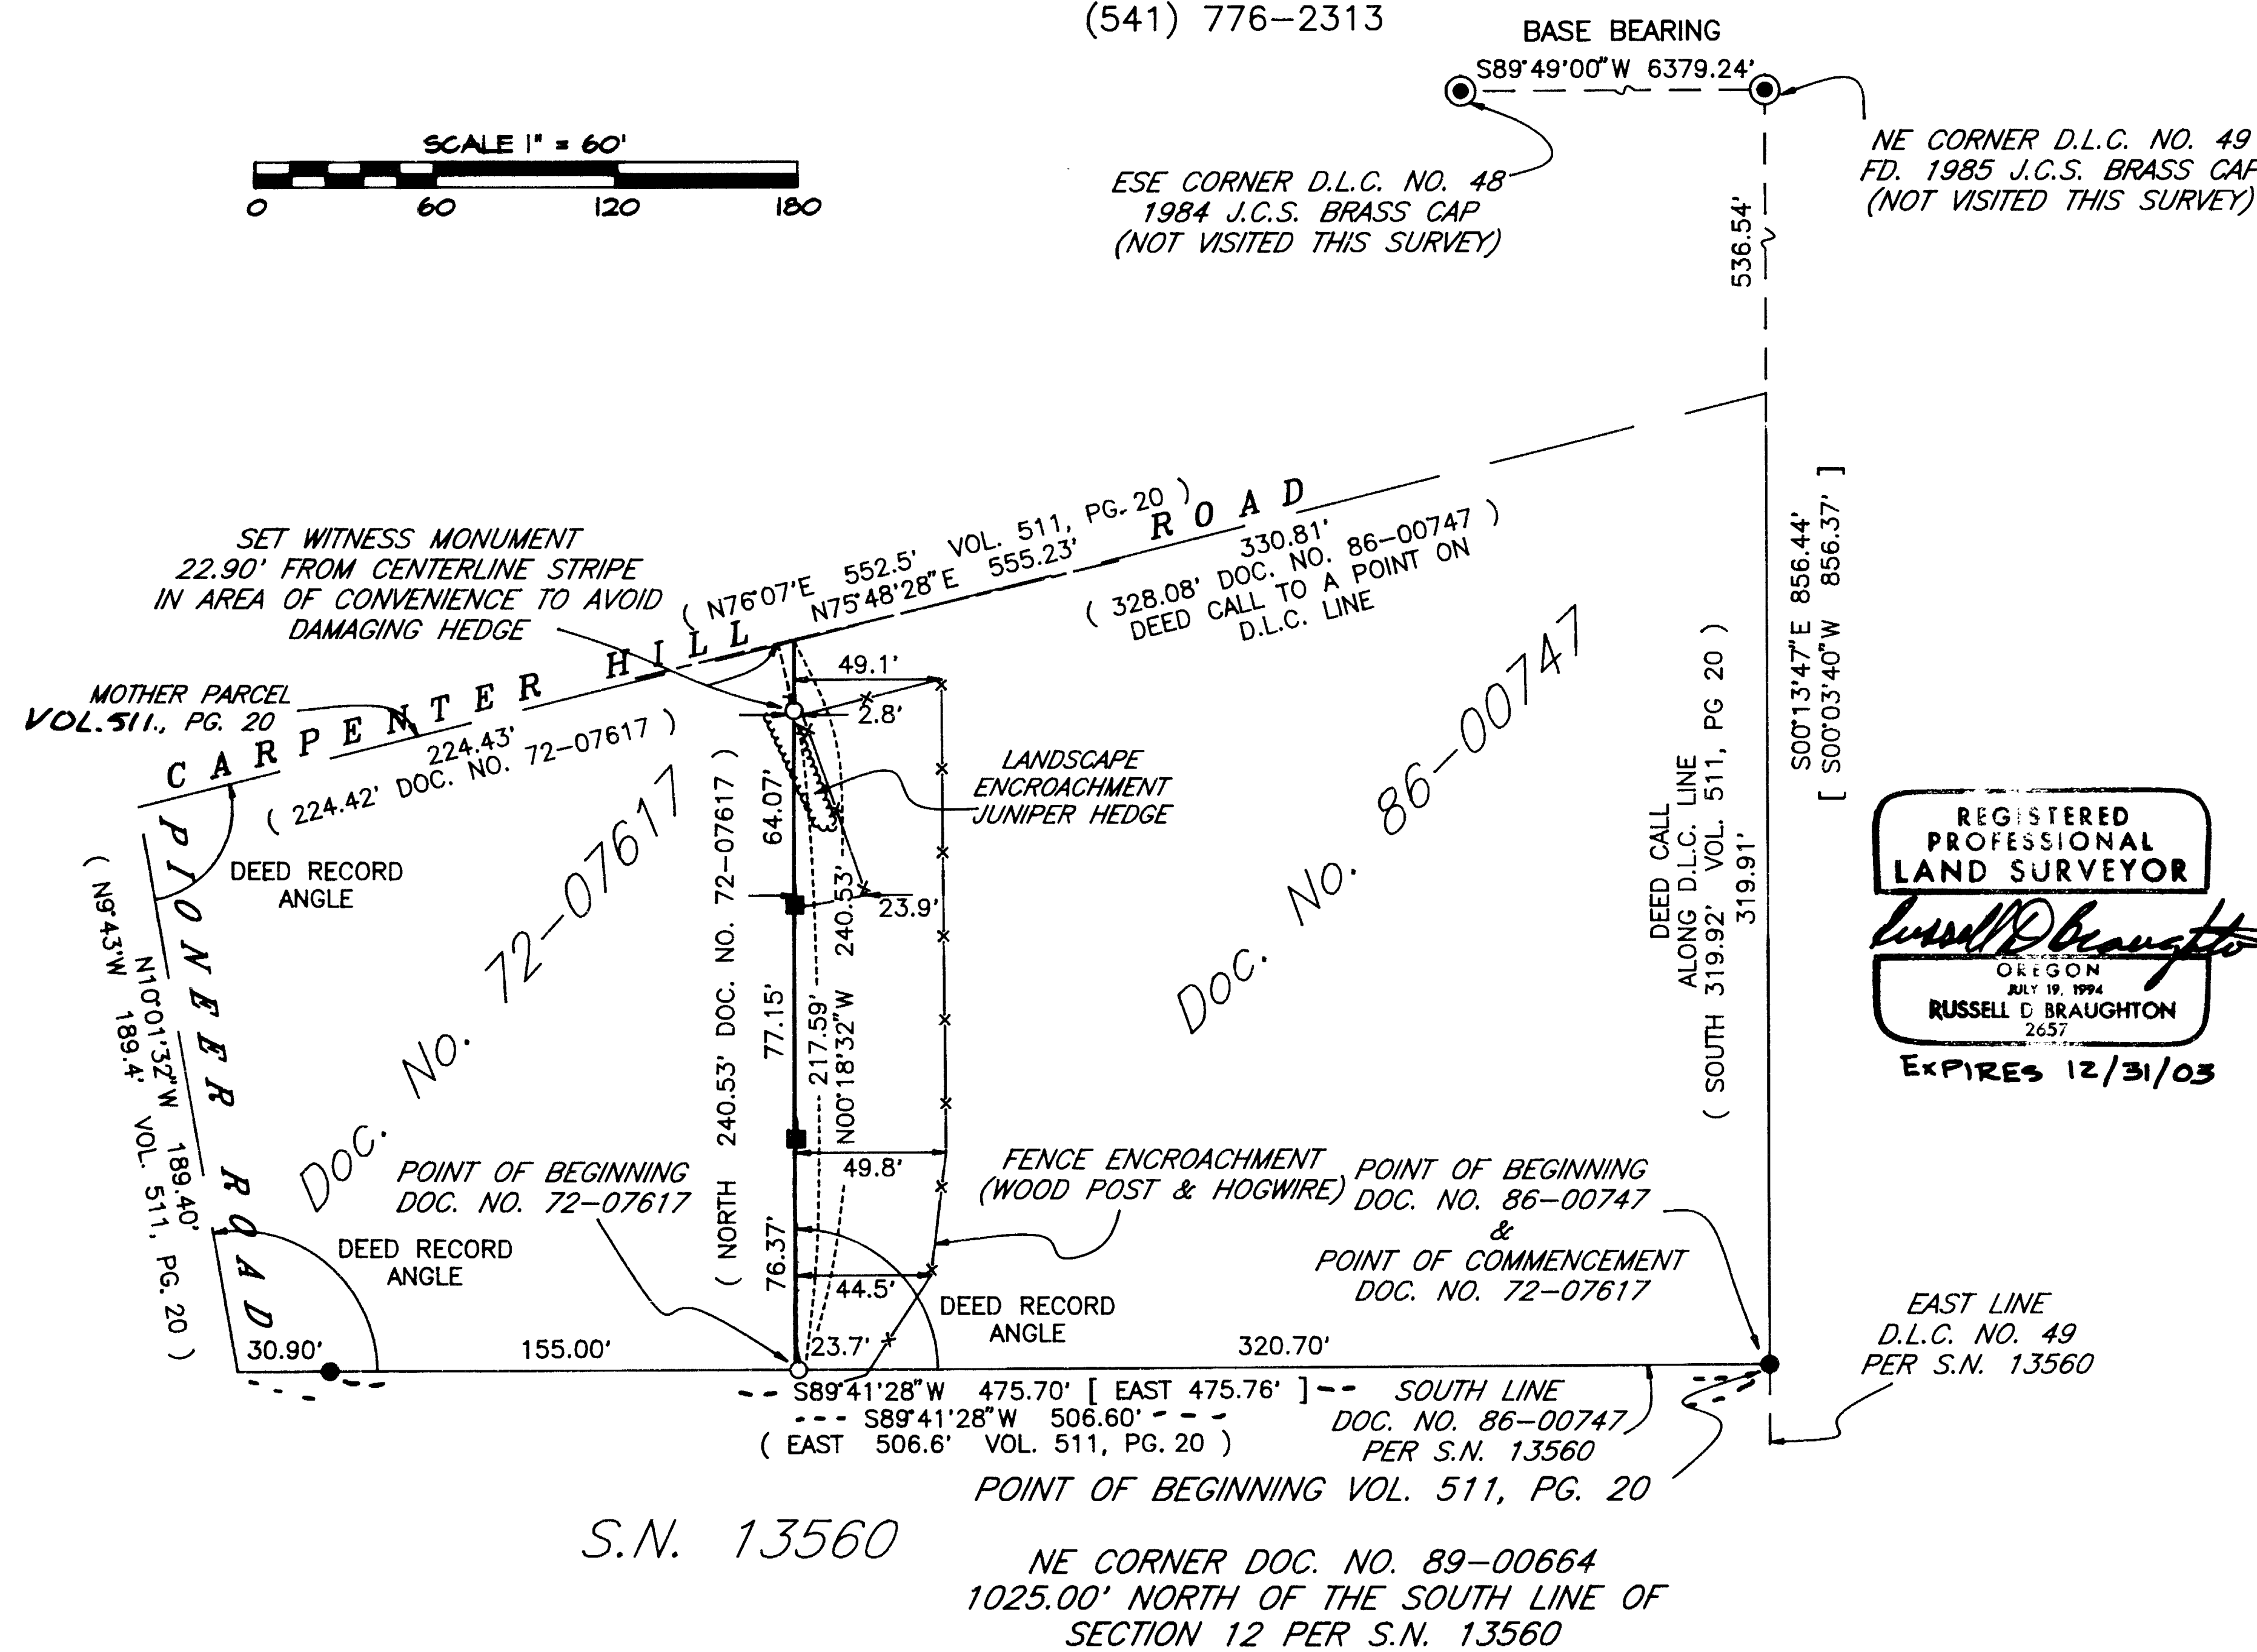 (541) 776-2313
BASE BEARING
S89°49'00"W 6379.24'
SCALE 1" = 60'
0 60 120 180
ESE CORNER D.L.C. NO. 48
1984 J.C.S. BRASS CAP
(NOT VISITED THIS SURVEY)
NE CORNER D.L.C. NO. 49
FD. 1985 J.C.S. BRASS CAP
(NOT VISITED THIS SURVEY)
536.54'
SET WITNESS MONUMENT
22.90' FROM CENTERLINE STRIPE
IN AREA OF CONVENIENCE TO AVOID
DAMAGING HEDGE
( N76°07'E 552.5' VOL. 511, PG. 20 )
N75°48'28"E 555.23'
CARPENTER HILL ROAD
330.81'
( 328.08' DOC. NO. 86-00747 )
DEED CALL TO A POINT ON
D.L.C. LINE
MOTHER PARCEL
VOL. 511., PG. 20
224.43'
( 224.42' DOC. NO. 72-07617 )
DEED RECORD
ANGLE
PIONEER ROAD
N10°01'32"W 189.40'
( N9°43'W 189.4' VOL. 511, PG. 20 )
Doc. No. 72-07617
49.1'
2.8'
LANDSCAPE
ENCROACHMENT
JUNIPER HEDGE
23.9'
( NORTH 240.53' DOC. NO. 72-07617 )
64.07'
77.15'
76.37'
217.59'
N00°18'32"W 240.53'
Doc. No. 86-00747
DEED CALL
ALONG D.L.C. LINE
( SOUTH 319.92' VOL. 511, PG 20 )
319.91'
S00°13'47"E 856.44'
[ S00°03'40"W 856.37' ]
REGISTERED
PROFESSIONAL
LAND SURVEYOR
Russell D Braughton
OREGON
JULY 19, 1994
RUSSELL D BRAUGHTON
2657
EXPIRES 12/31/03
POINT OF BEGINNING
DOC. NO. 72-07617
DEED RECORD
ANGLE
49.8'
44.5'
23.7'
FENCE ENCROACHMENT
(WOOD POST & HOGWIRE)
DEED RECORD
ANGLE
POINT OF BEGINNING
DOC. NO. 86-00747
&
POINT OF COMMENCEMENT
DOC. NO. 72-07617
EAST LINE
D.L.C. NO. 49
PER S.N. 13560
30.90'
155.00'
320.70'
S89°41'28"W 475.70' [ EAST 475.76' ]
S89°41'28"W 506.60'
( EAST 506.6' VOL. 511, PG. 20 )
SOUTH LINE
DOC. NO. 86-00747
PER S.N. 13560
POINT OF BEGINNING VOL. 511, PG. 20
S.N. 13560
NE CORNER DOC. NO. 89-00664
1025.00' NORTH OF THE SOUTH LINE OF
SECTION 12 PER S.N. 13560